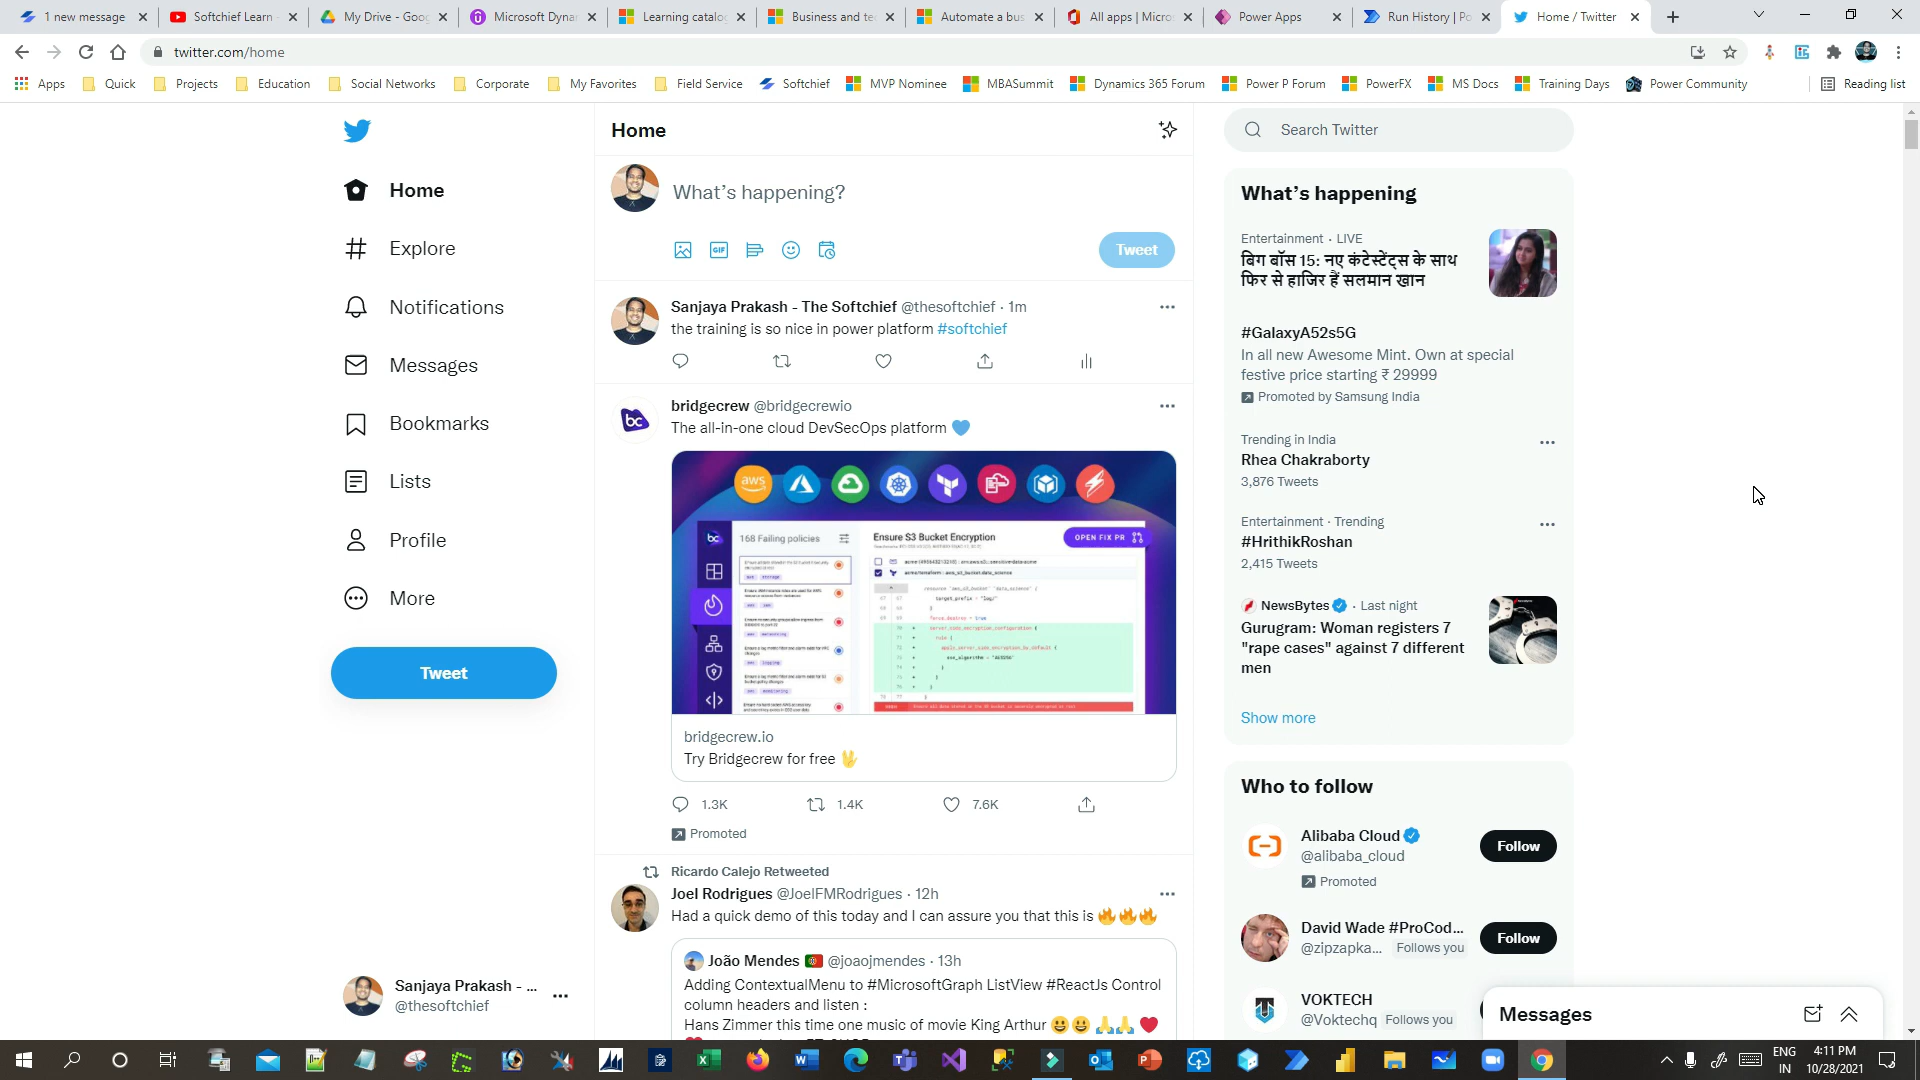 1 new message
Softchief Learn
My Drive - Goo
Microsoft Dyna
Learning catalo
Business and te
Automate a bus
All apps | Micro
Power Apps
Run History | Po
Home / Twitter
twitter.com/home
Apps
Quick
Projects
Education
Social Networks
Corporate
My Favorites
Field Service
Softchief
MVP Nominee
MBASummit
Dynamics 365 Forum
Power P Forum
PowerFX
MS Docs
Training Days
Power Community
Reading list
Home
Explore
Notifications
Messages
Bookmarks
Lists
Profile
More
Tweet
Sanjaya Prakash - ...
@thesoftchief
Home
What's happening?
GIF
Tweet
Sanjaya Prakash - The Softchief @thesoftchief · 1m
the training is so nice in power platform #softchief
bc
bridgecrew @bridgecrewio
The all-in-one cloud DevSecOps platform 💙
aws
bc
168 Failing policies
Ensure S3 Bucket Encryption
OPEN FIX PR
bridgecrew.io
Try Bridgecrew for free 🖖
1.3K
1.4K
7.6K
Promoted
Ricardo Calejo Retweeted
Joel Rodrigues @JoelFMRodrigues · 12h
Had a quick demo of this today and I can assure you that this is 🔥🔥🔥
João Mendes 🇵🇹 @joaojmendes · 13h
Adding ContextualMenu to #MicrosoftGraph ListView #ReactJs Control
column headers and listen :
Hans Zimmer this time one music of movie King Arthur 😀😀🙏🙏❤️
Search Twitter
What's happening
Entertainment · LIVE
बिग बॉस 15: नए कंटेस्टेंट्स के साथ
फिर से हाजिर हैं सलमान खान
#GalaxyA52s5G
In all new Awesome Mint. Own at special
festive price starting ₹ 29999
Promoted by Samsung India
Trending in India
Rhea Chakraborty
3,876 Tweets
Entertainment · Trending
#HrithikRoshan
2,415 Tweets
NewsBytes · Last night
Gurugram: Woman registers 7
"rape cases" against 7 different
men
Show more
Who to follow
Alibaba Cloud
@alibaba_cloud
Promoted
Follow
David Wade #ProCod...
@zipzapka... Follows you
Follow
VOKTECH
@Voktechq Follows you
Messages
ENG
IN
4:11 PM
10/28/2021